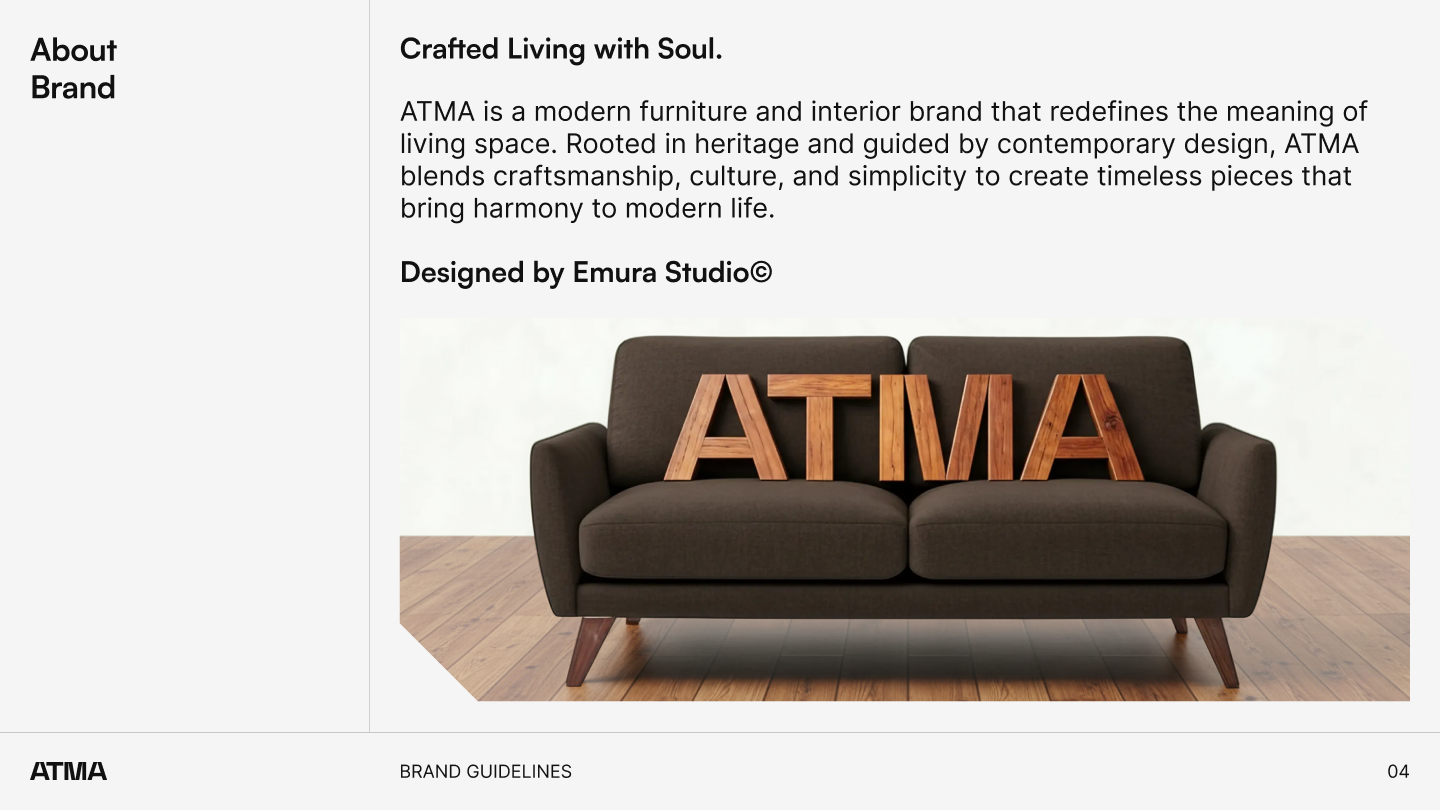 About
Brand
Crafted Living with Soul.
ATMA is a modern furniture and interior brand that redefines the meaning of
living space. Rooted in heritage and guided by contemporary design, ATMA
blends craftsmanship, culture, and simplicity to create timeless pieces that
bring harmony to modern life.
Designed by Emura Studio©
ATMA
ATMA
BRAND GUIDELINES
04